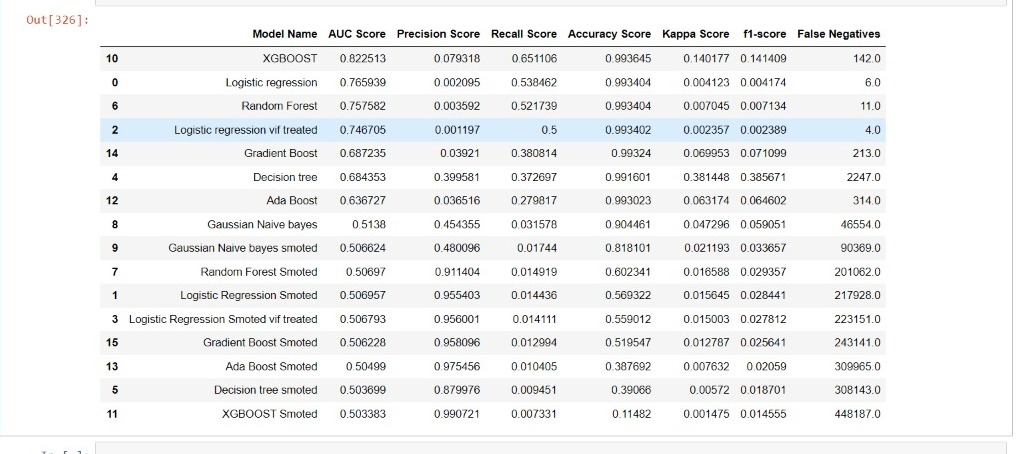 Out[326]:
Model Name AUC Score Precision Score Recall Score Accuracy Score Kappa Score f1-score False Negatives
10 XGBOOST 0.822513 0.079318 0.651106 0.993645 0.140177 0.141409 142.0
0 Logistic regression 0.765939 0.002095 0.538462 0.993404 0.004123 0.004174 6.0
6 Random Forest 0.757582 0.003592 0.521739 0.993404 0.007045 0.007134 11.0
2 Logistic regression vif treated 0.746705 0.001197 0.5 0.993402 0.002357 0.002389 4.0
14 Gradient Boost 0.687235 0.03921 0.380814 0.99324 0.069953 0.071099 213.0
4 Decision tree 0.684353 0.399581 0.372697 0.991601 0.381448 0.385671 2247.0
12 Ada Boost 0.636727 0.036516 0.279817 0.993023 0.063174 0.064602 314.0
8 Gaussian Naive bayes 0.5138 0.454355 0.031578 0.904461 0.047296 0.059051 46554.0
9 Gaussian Naive bayes smoted 0.506624 0.480096 0.01744 0.818101 0.021193 0.033657 90369.0
7 Random Forest Smoted 0.50697 0.911404 0.014919 0.602341 0.016588 0.029357 201062.0
1 Logistic Regression Smoted 0.506957 0.955403 0.014436 0.569322 0.015645 0.028441 217928.0
3 Logistic Regression Smoted vif treated 0.506793 0.956001 0.014111 0.559012 0.015003 0.027812 223151.0
15 Gradient Boost Smoted 0.506228 0.958096 0.012994 0.519547 0.012787 0.025641 243141.0
13 Ada Boost Smoted 0.50499 0.975456 0.010405 0.387692 0.007632 0.02059 309965.0
5 Decision tree smoted 0.503699 0.879976 0.009451 0.39066 0.00572 0.018701 308143.0
11 XGBOOST Smoted 0.503383 0.990721 0.007331 0.11482 0.001475 0.014555 448187.0